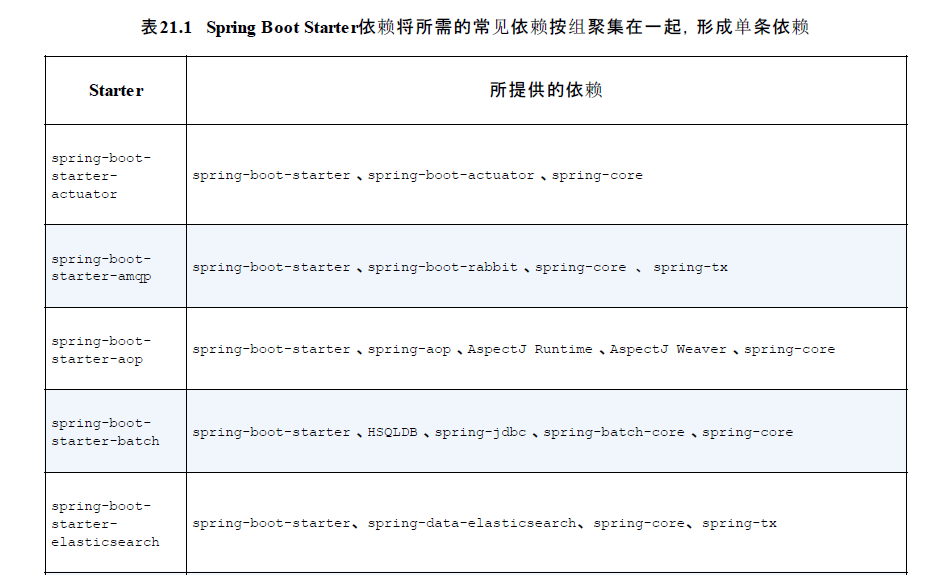 表21.1 Spring Boot Starter依赖将所需的常见依赖按组聚集在一起，形成单条依赖
Starter
所提供的依赖
spring-boot-
starter-
actuator
spring-boot-starter、spring-boot-actuator、spring-core
spring-boot-
starter-amqp
spring-boot-starter、spring-boot-rabbit、spring-core 、 spring-tx
spring-boot-
starter-aop
spring-boot-starter、spring-aop、AspectJ Runtime、AspectJ Weaver、spring-core
spring-boot-
starter-batch
spring-boot-starter、HSQLDB、spring-jdbc、spring-batch-core、spring-core
spring-boot-
starter-
elasticsearch
spring-boot-starter、spring-data-elasticsearch、spring-core、spring-tx